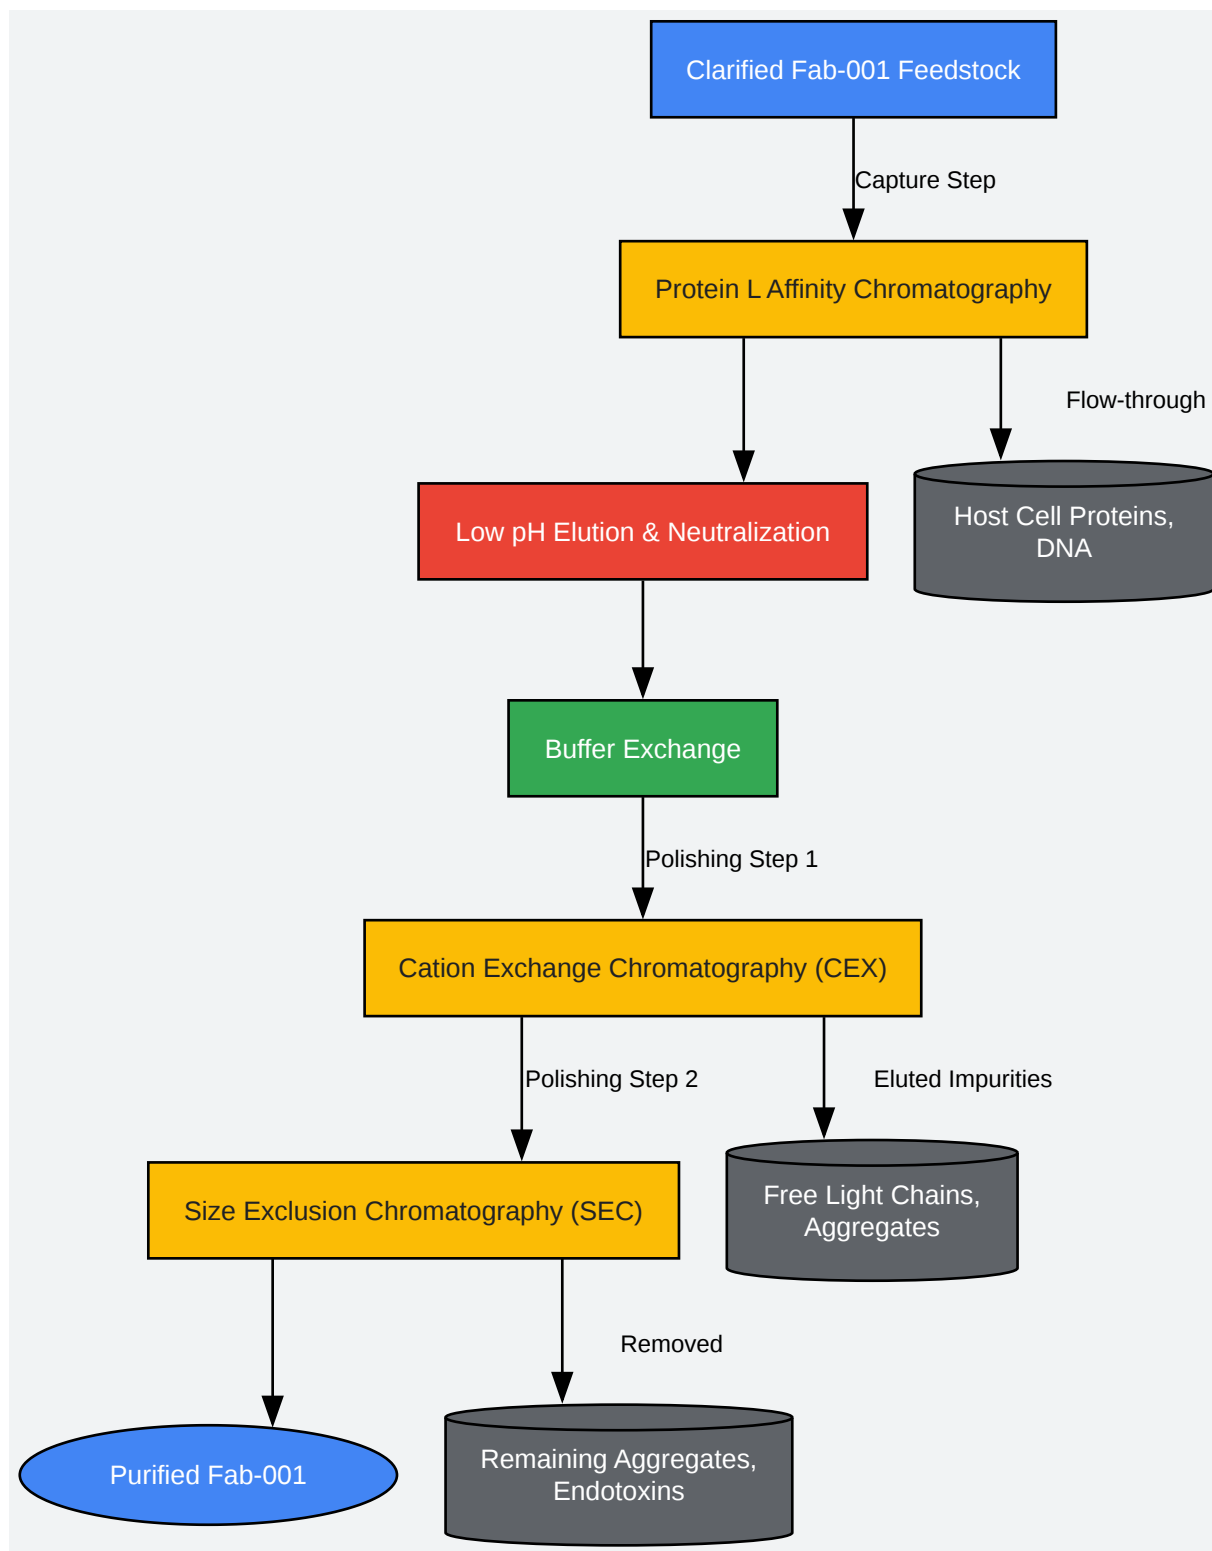 Clarified Fab-001 Feedstock
Capture Step
Protein L Affinity Chromatography
Flow-through
Host Cell Proteins,
DNA
Low pH Elution & Neutralization
Buffer Exchange
Polishing Step 1
Cation Exchange Chromatography (CEX)
Polishing Step 2
Eluted Impurities
Free Light Chains,
Aggregates
Size Exclusion Chromatography (SEC)
Removed
Purified Fab-001
Remaining Aggregates,
Endotoxins